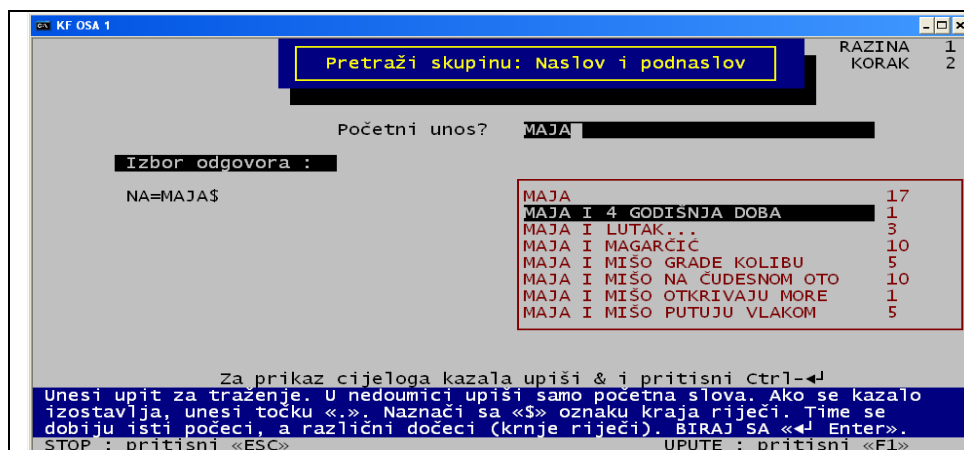 KF OSA 1
RAZINA 1
Pretraži skupinu: Naslov i podnaslov
KORAK 2
Početni unos? MAJA
Izbor odgovora :
NA=MAJA$
MAJA 17
MAJA I 4 GODIŠNJA DOBA 1
MAJA I LUTAK... 3
MAJA I MAGARČIĆ 10
MAJA I MIŠO GRADE KOLIBU 5
MAJA I MIŠO NA ČUDESNOM OTO 10
MAJA I MIŠO OTKRIVAJU MORE 1
MAJA I MIŠO PUTUJU VLAKOM 5
Za prikaz cijeloga kazala upiši & i pritisni Ctrl-◄┘
Unesi upit za traženje. U nedoumici upiši samo početna slova. Ako se kazalo
izostavlja, unesi točku «.». Naznači sa «$» oznaku kraja riječi. Time se
dobiju isti počeci, a različni dočeci (krnje riječi). BIRAJ SA «◄┘ Enter».
STOP : pritisni «ESC» UPUTE : pritisni «F1»